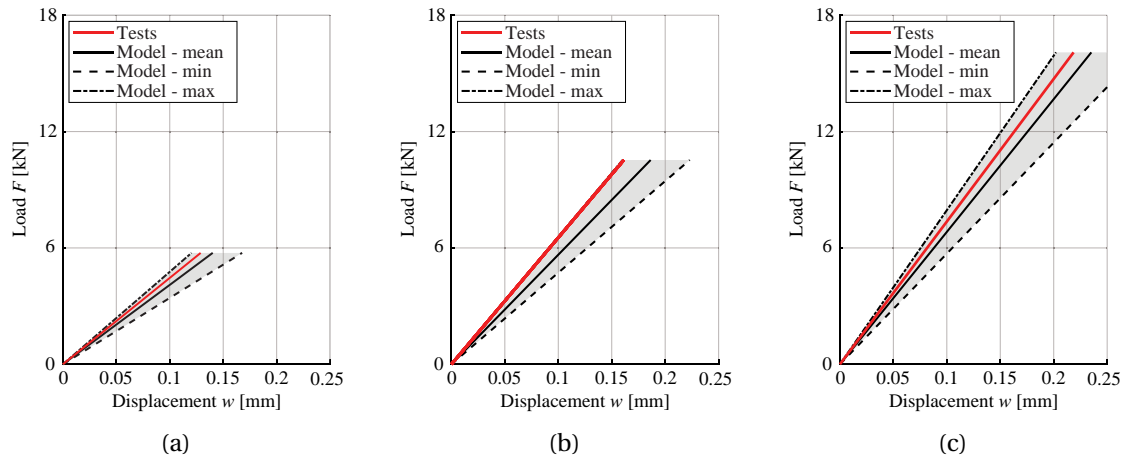 18
12
6
0
Load F [kN]
Tests
Model - mean
Model - min
Model - max
0 0.05 0.1 0.15 0.2 0.25
Displacement w [mm]
(a)
18
12
6
0
Load F [kN]
Tests
Model - mean
Model - min
Model - max
0 0.05 0.1 0.15 0.2 0.25
Displacement w [mm]
(b)
18
12
6
0
Load F [kN]
Tests
Model - mean
Model - min
Model - max
0 0.05 0.1 0.15 0.2 0.25
Displacement w [mm]
(c)